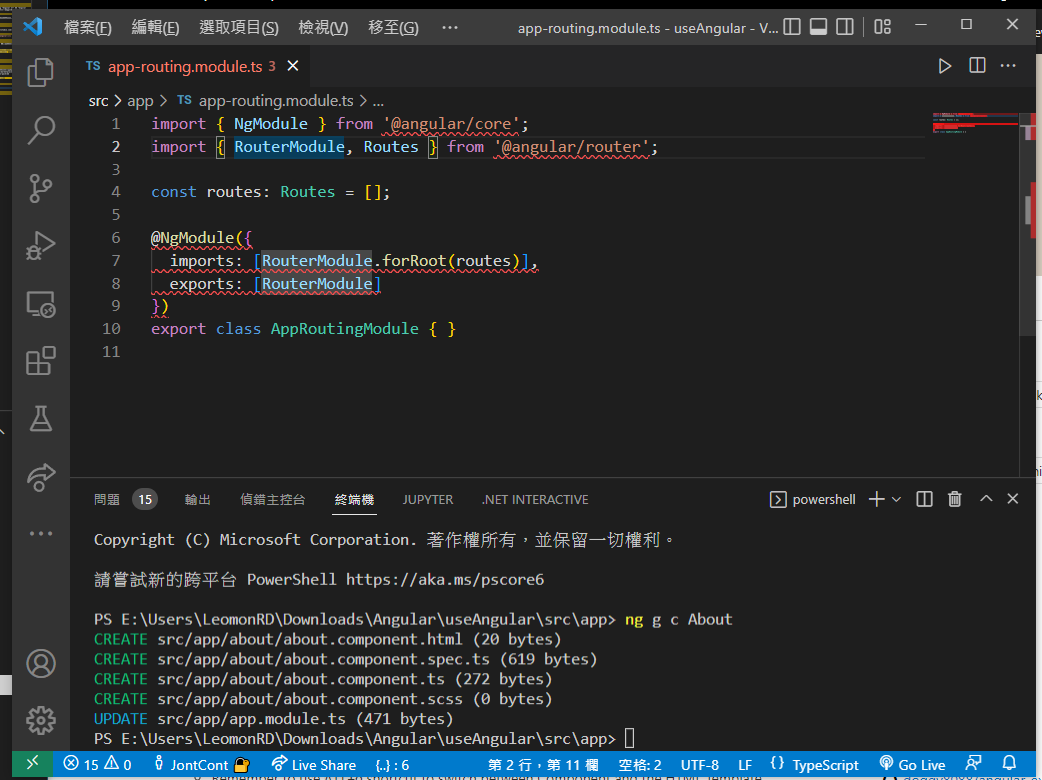 檔案(F) 編輯(E) 選取項目(S) 檢視(V) 移至(G) ··· app-routing.module.ts - useAngular - V...
TS app-routing.module.ts 3
src > app > TS app-routing.module.ts > ...
1 import { NgModule } from '@angular/core';
2 import { RouterModule, Routes } from '@angular/router';
3
4 const routes: Routes = [];
5
6 @NgModule({
7 imports: [RouterModule.forRoot(routes)],
8 exports: [RouterModule]
9 })
10 export class AppRoutingModule { }
11
問題 15 輸出 偵錯主控台 終端機 JUPYTER .NET INTERACTIVE powershell
Copyright (C) Microsoft Corporation. 著作權所有，並保留一切權利。
請嘗試新的跨平台 PowerShell https://aka.ms/pscore6
PS E:\Users\LeomonRD\Downloads\Angular\useAngular\src\app> ng g c About
CREATE src/app/about/about.component.html (20 bytes)
CREATE src/app/about/about.component.spec.ts (619 bytes)
CREATE src/app/about/about.component.ts (272 bytes)
CREATE src/app/about/about.component.scss (0 bytes)
UPDATE src/app/app.module.ts (471 bytes)
PS E:\Users\LeomonRD\Downloads\Angular\useAngular\src\app>
15 0 JontCont Live Share {..} : 6 第 2 行，第 11 欄 空格: 2 UTF-8 LF {} TypeScript Go Live